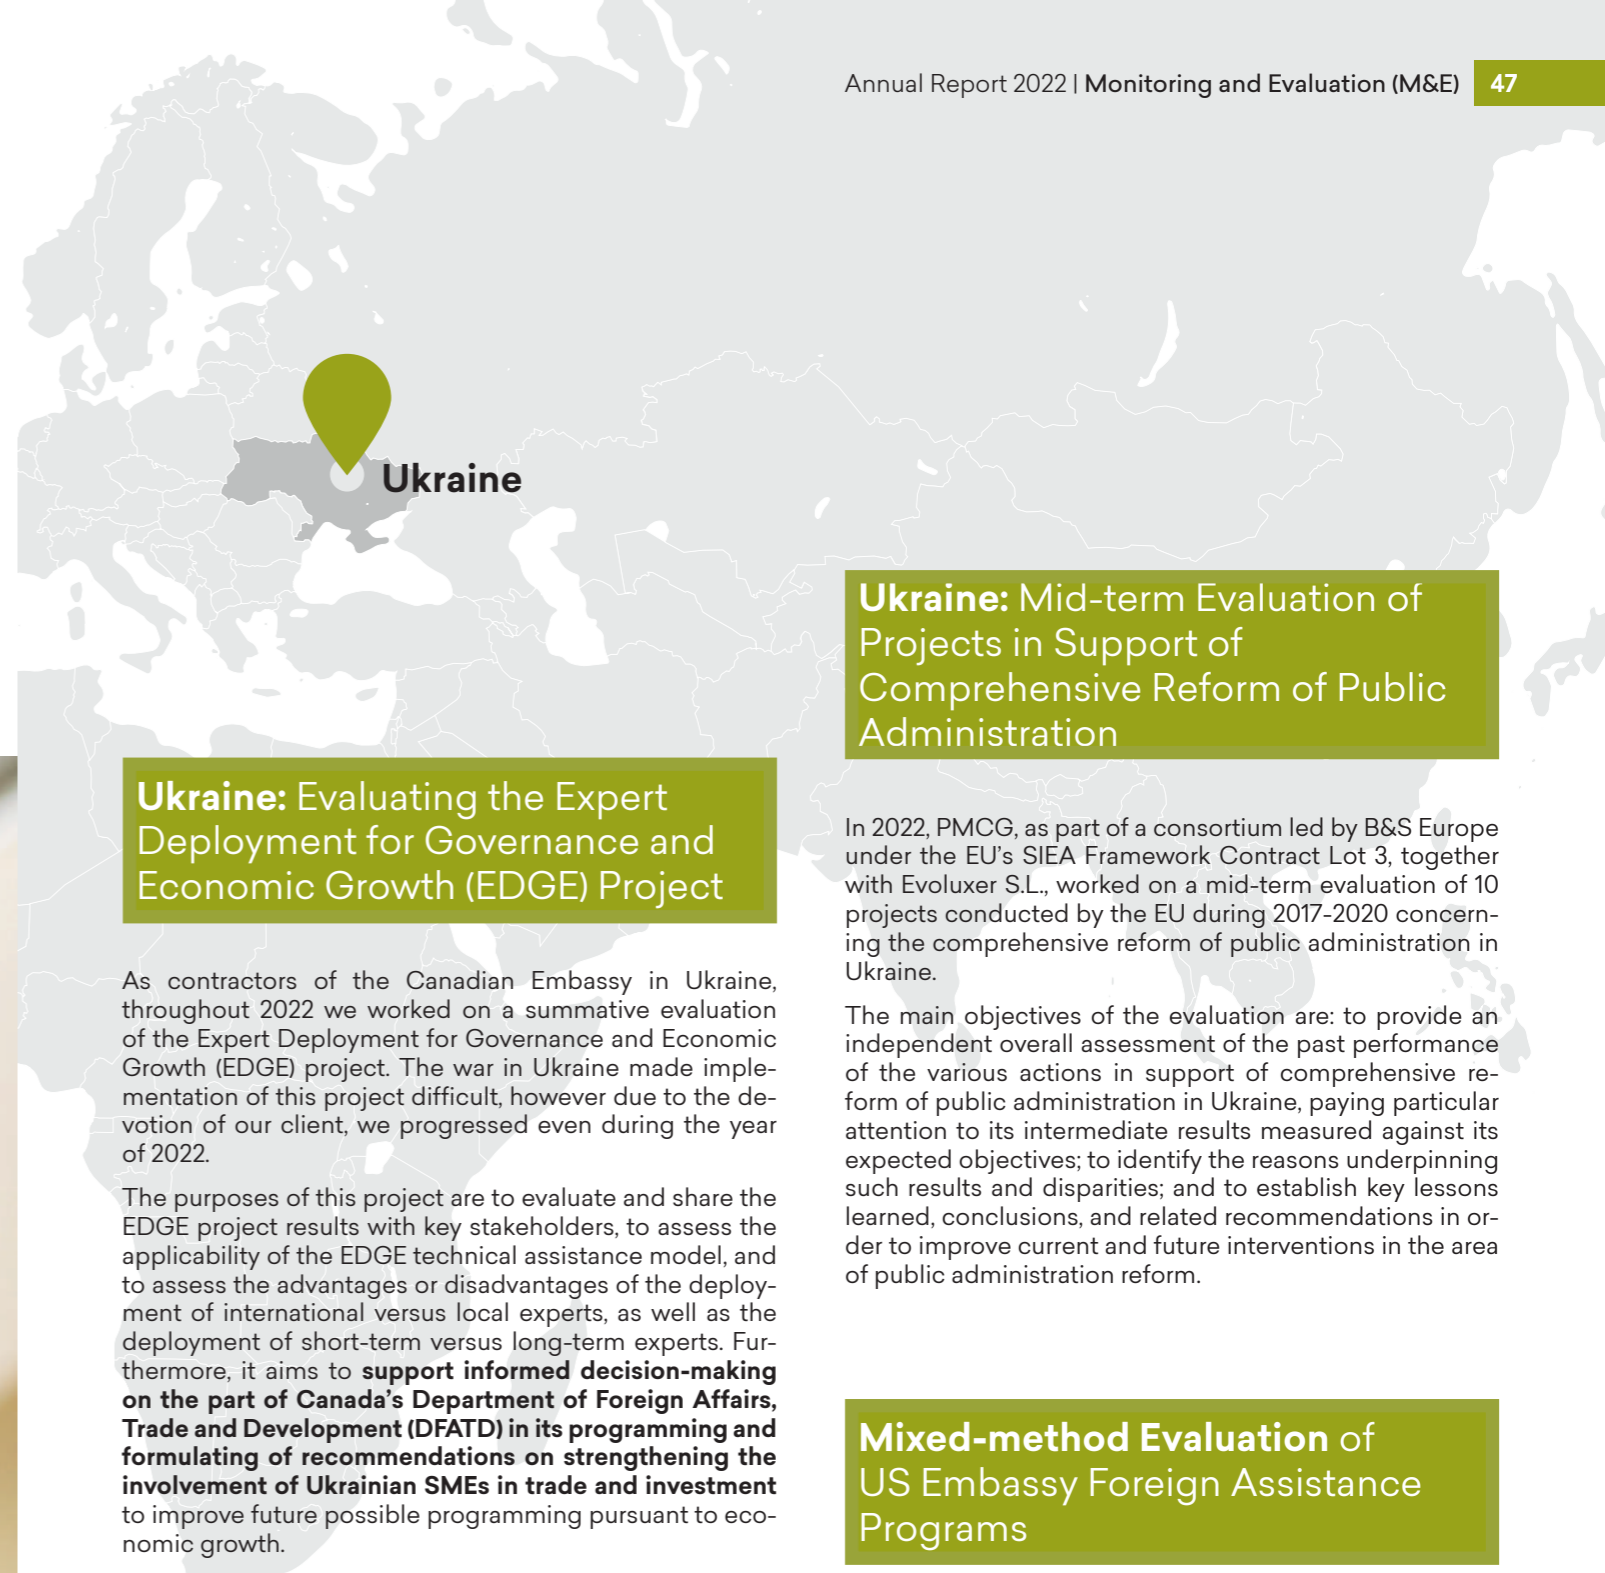 Annual Report 2022 | Monitoring and Evaluation (M&E) 47
Ukraine
Ukraine: Evaluating the Expert
Deployment for Governance and
Economic Growth (EDGE) Project
As contractors of the Canadian Embassy in Ukraine,
throughout 2022 we worked on a summative evaluation
of the Expert Deployment for Governance and Economic
Growth (EDGE) project. The war in Ukraine made imple-
mentation of this project difficult, however due to the de-
votion of our client, we progressed even during the year
of 2022.
The purposes of this project are to evaluate and share the
EDGE project results with key stakeholders, to assess the
applicability of the EDGE technical assistance model, and
to assess the advantages or disadvantages of the deploy-
ment of international versus local experts, as well as the
deployment of short-term versus long-term experts. Fur-
thermore, it aims to support informed decision-making
on the part of Canada's Department of Foreign Affairs,
Trade and Development (DFATD) in its programming and
formulating of recommendations on strengthening the
involvement of Ukrainian SMEs in trade and investment
to improve future possible programming pursuant to eco-
nomic growth.
Ukraine: Mid-term Evaluation of
Projects in Support of
Comprehensive Reform of Public
Administration
In 2022, PMCG, as part of a consortium led by B&S Europe
under the EU's SIEA Framework Contract Lot 3, together
with Evoluxer S.L., worked on a mid-term evaluation of 10
projects conducted by the EU during 2017-2020 concern-
ing the comprehensive reform of public administration in
Ukraine.
The main objectives of the evaluation are: to provide an
independent overall assessment of the past performance
of the various actions in support of comprehensive re-
form of public administration in Ukraine, paying particular
attention to its intermediate results measured against its
expected objectives; to identify the reasons underpinning
such results and disparities; and to establish key lessons
learned, conclusions, and related recommendations in or-
der to improve current and future interventions in the area
of public administration reform.
Mixed-method Evaluation of
US Embassy Foreign Assistance
Programs